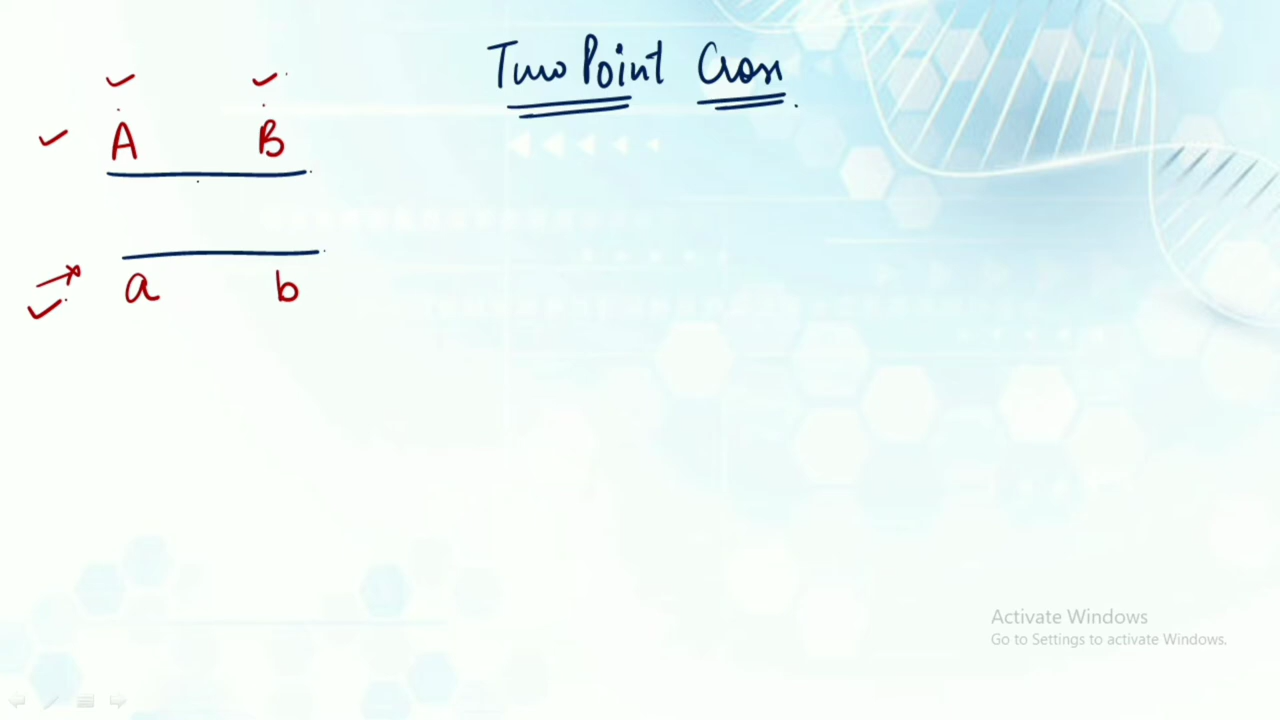 Two Point Cross
A B
a b
Activate Windows
Go to Settings to activate Windows.